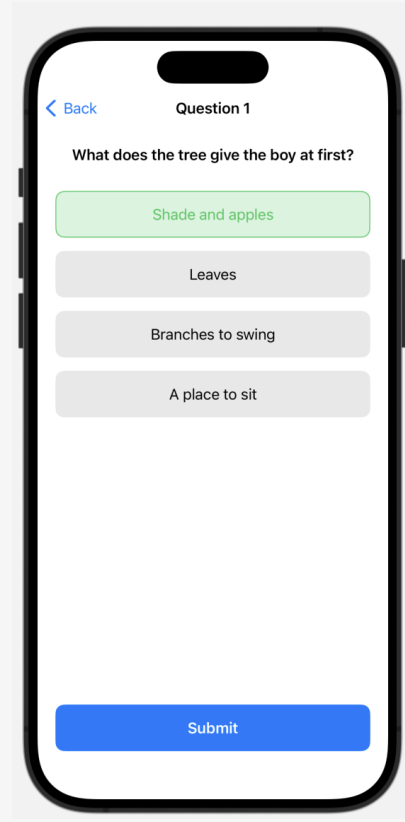 Back
Question 1
What does the tree give the boy at first?
Shade and apples
Leaves
Branches to swing
A place to sit
Submit